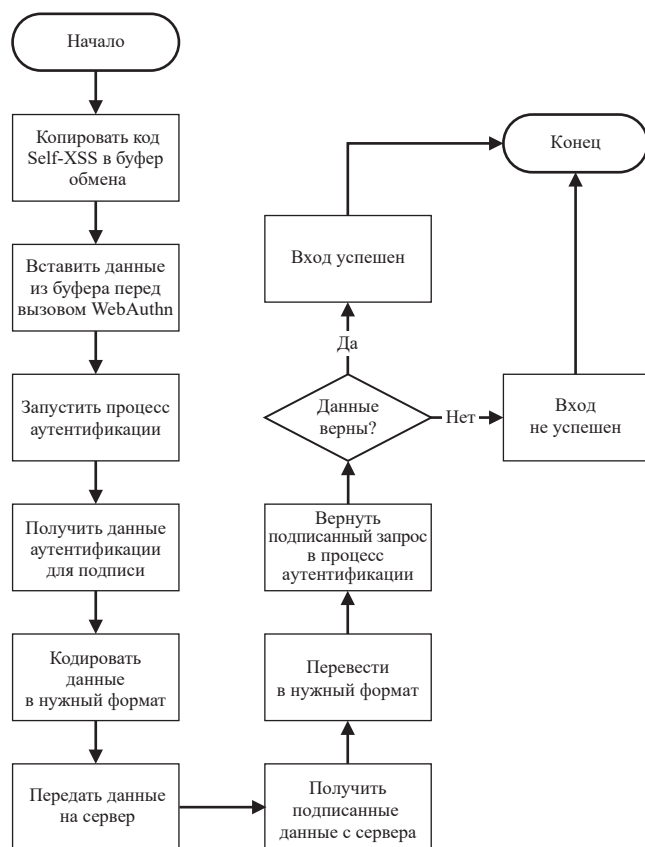 Начало
Копировать код
Self-XSS в буфер
обмена
Вставить данные
из буфера перед
вызовом WebAuthn
Запустить процесс
аутентификации
Получить данные
аутентификации
для подписи
Кодировать
данные
в нужный формат
Передать данные
на сервер
Получить
подписанные
данные с сервера
Перевести
в нужный формат
Вернуть
подписанный запрос
в процесс
аутентификации
Данные
верны?
Да
Нет
Вход успешен
Вход
не успешен
Конец